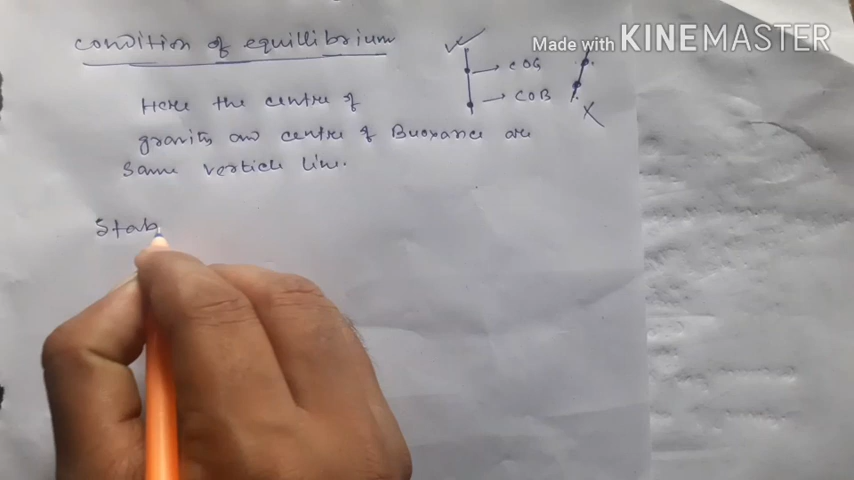 condition of equillibrium
Made with KINEMASTER
COG
Here the centre of
COB
gravity and centre of Buoyance are
same verticle line.
Stab